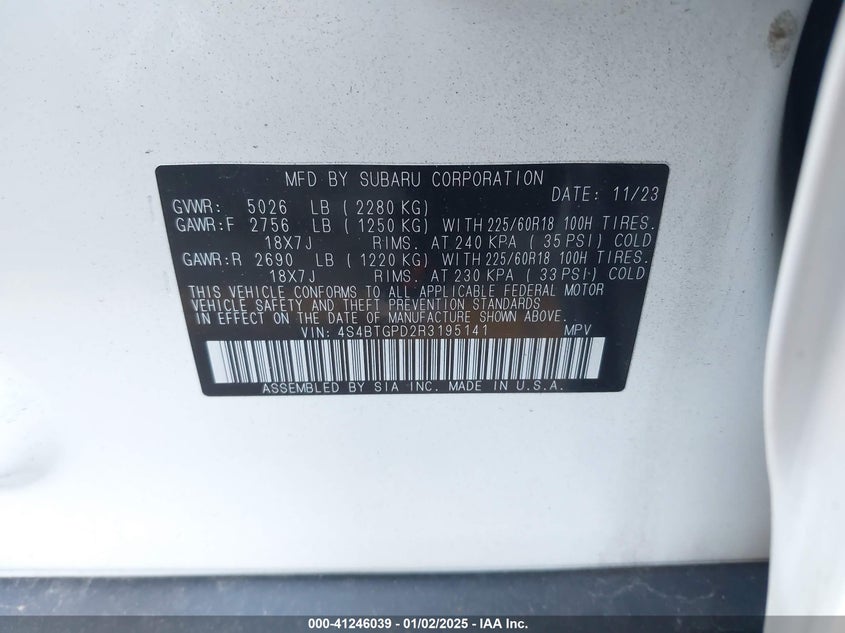 MFD BY SUBARU CORPORATION
DATE: 11/23
GVWR: 5026 LB ( 2280 KG)
GAWR:F 2756 LB ( 1250 KG) WITH 225/60R18 100H TIRES.
18X7J RIMS. AT 240 KPA ( 35 PSI) COLD
GAWR:R 2690 LB ( 1220 KG) WITH 225/60R18 100H TIRES.
18X7J RIMS. AT 230 KPA ( 33 PSI) COLD
THIS VEHICLE CONFORMS TO ALL APPLICABLE FEDERAL MOTOR
VEHICLE SAFETY AND THEFT PREVENTION STANDARDS
IN EFFECT ON THE DATE OF MANUFACTURE SHOWN ABOVE.
VIN: 4S4BTGPD2R3195141 MPV
ASSEMBLED BY SIA INC. MADE IN U.S.A.
000-41246039 - 01/02/2025 - IAA Inc.